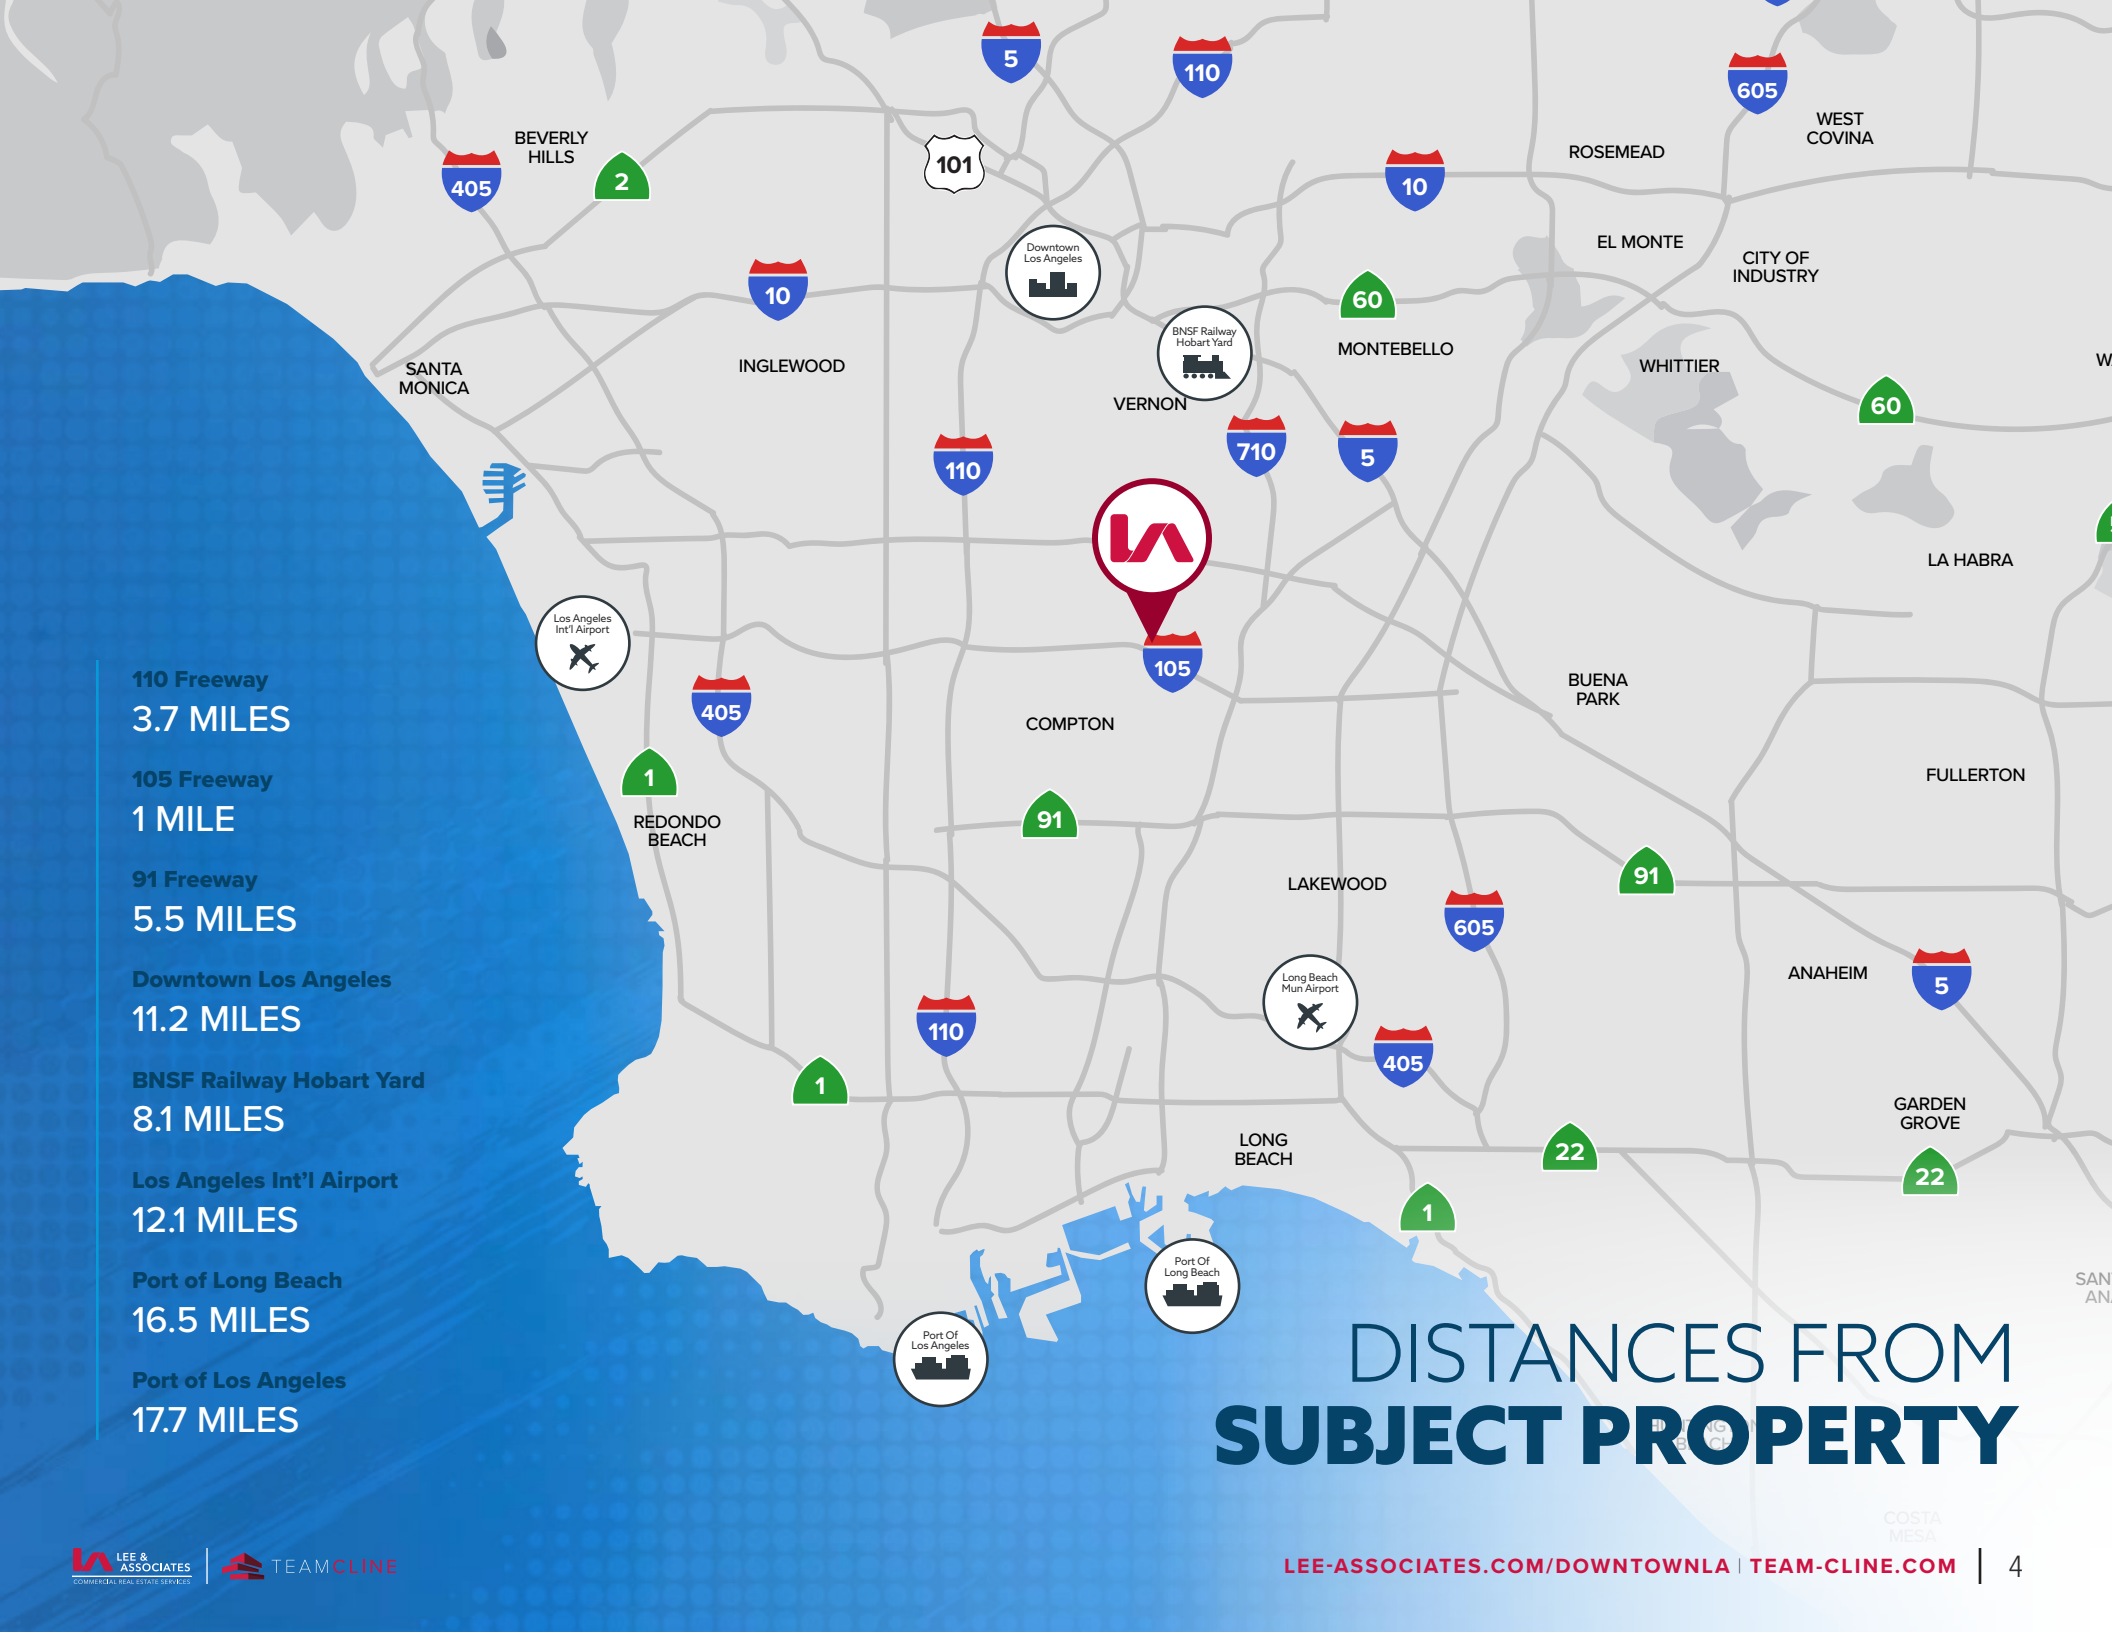 5
110
605
WEST
COVINA
BEVERLY
HILLS
405
2
101
ROSEMEAD
10
EL MONTE
CITY OF
INDUSTRY
Downtown
Los Angeles
10
60
BNSF Railway
Hobart Yard
MONTEBELLO
SANTA
MONICA
INGLEWOOD
WHITTIER
VERNON
60
110
710
5
LA
LA HABRA
Los Angeles
Int'l Airport
105
405
COMPTON
BUENA
PARK
1
REDONDO
BEACH
91
FULLERTON
LAKEWOOD
91
605
ANAHEIM
5
Long Beach
Mun Airport
110
405
1
GARDEN
GROVE
LONG
BEACH
22
22
1
Port Of
Long Beach
Port Of
Los Angeles
110 Freeway
3.7 MILES
105 Freeway
1 MILE
91 Freeway
5.5 MILES
Downtown Los Angeles
11.2 MILES
BNSF Railway Hobart Yard
8.1 MILES
Los Angeles Int'l Airport
12.1 MILES
Port of Long Beach
16.5 MILES
Port of Los Angeles
17.7 MILES
DISTANCES FROM
SUBJECT PROPERTY
COSTA
MESA
LEE &
ASSOCIATES
COMMERCIAL REAL ESTATE SERVICES
TEAMCLINE
LEE-ASSOCIATES.COM/DOWNTOWNLA | TEAM-CLINE.COM | 4